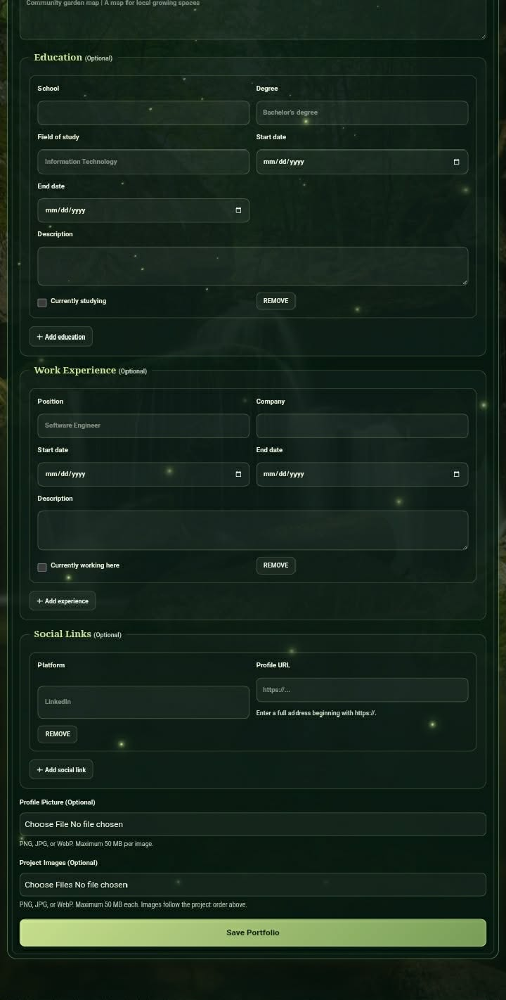 Community garden map | A map for local growing spaces
Education (Optional)
School
Degree
Bachelor's degree
Field of study
Start date
Information Technology
mm/dd/yyyy
End date
mm/dd/yyyy
Description
Currently studying
REMOVE
+ Add education
Work Experience (Optional)
Position
Company
Software Engineer
Start date
End date
mm/dd/yyyy
mm/dd/yyyy
Description
Currently working here
REMOVE
+ Add experience
Social Links (Optional)
Platform
Profile URL
https://...
LinkedIn
Enter a full address beginning with https://.
REMOVE
+ Add social link
Profile Picture (Optional)
Choose File No file chosen
PNG, JPG, or WebP. Maximum 50 MB per image.
Project Images (Optional)
Choose Files No file chosen
PNG, JPG, or WebP. Maximum 50 MB each. Images follow the project order above.
Save Portfolio